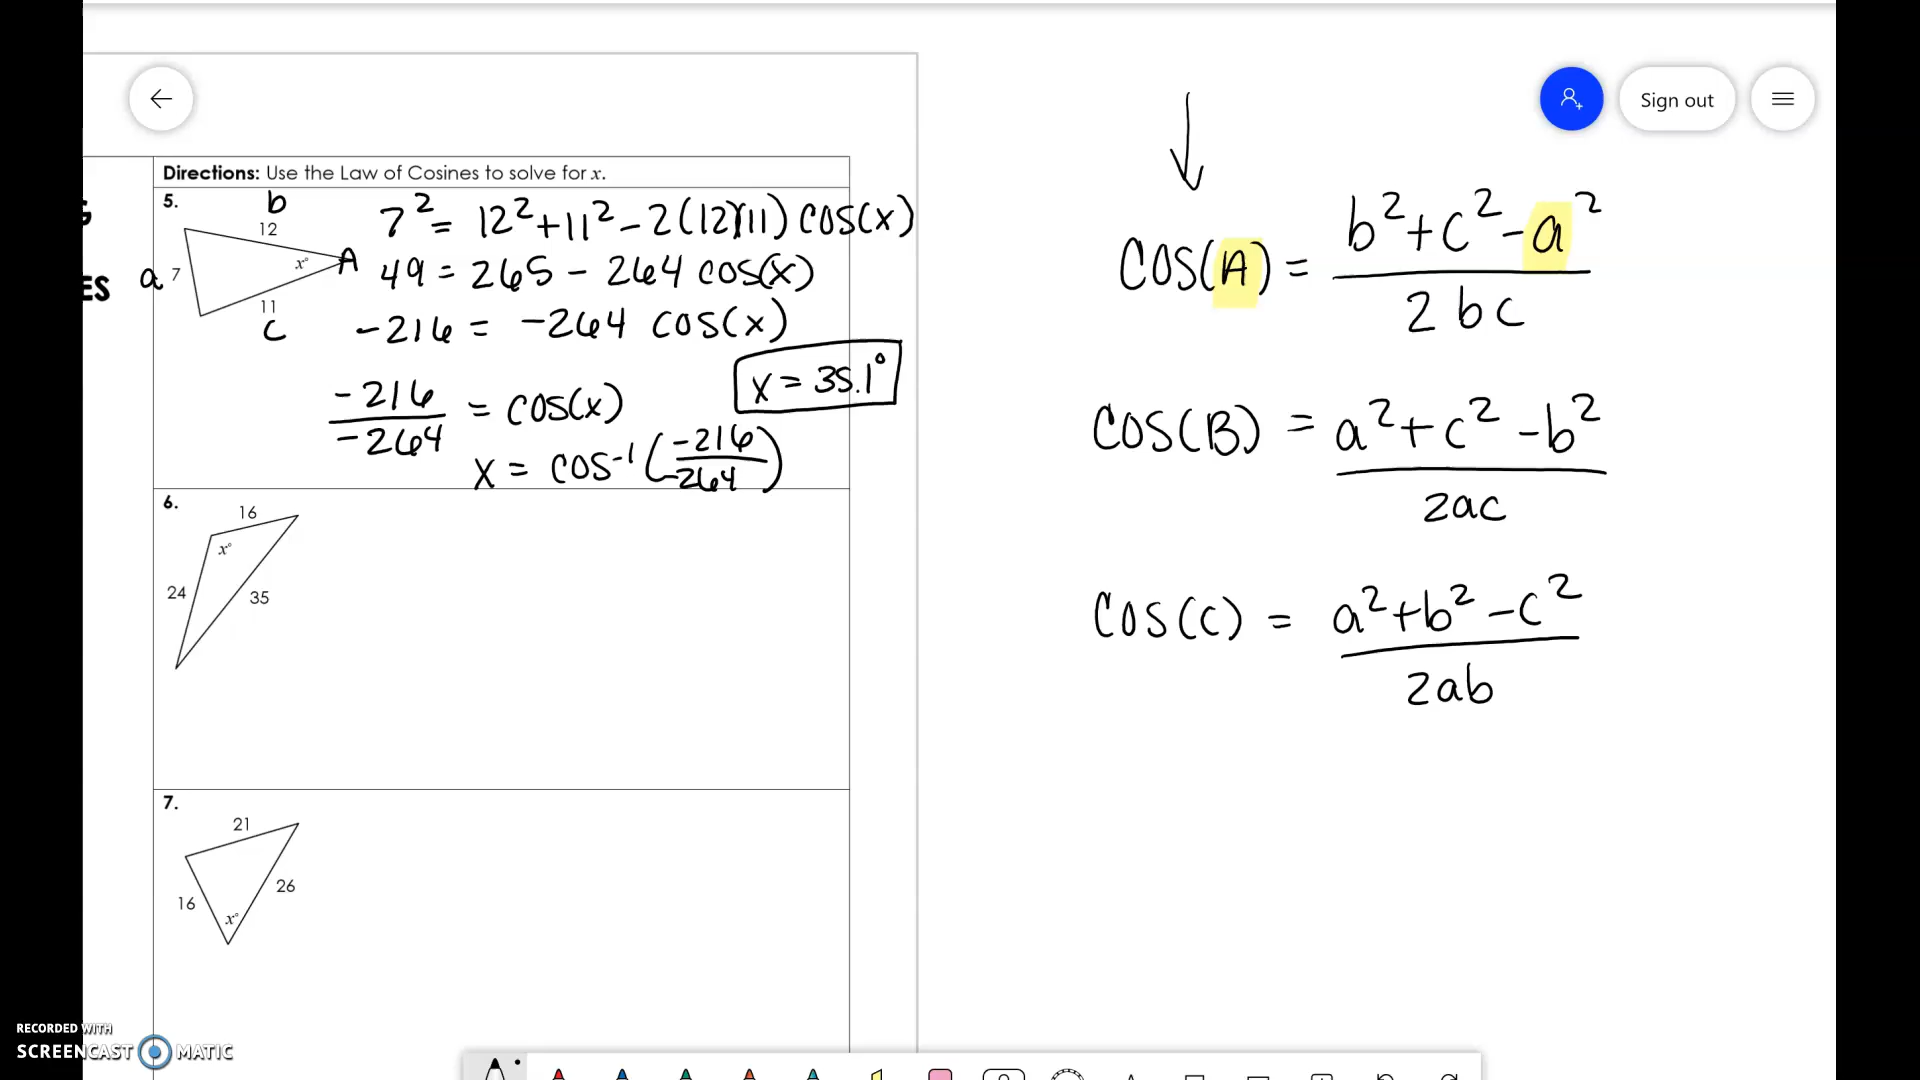 Sign out
G
ES
Directions: Use the Law of Cosines to solve for x.
5.
b
12
a 7
x°
A
11
c
7² = 12² + 11² - 2(12)(11) cos(x)
49 = 265 - 264 cos(x)
-216 = -264 cos(x)
-216
-264
= cos(x)
x = 35.1°
x = cos⁻¹(-216/-264)
6.
16
x°
24
35
7.
21
16
26
x°
cos(A) = b² + c² - a²
2bc
cos(B) = a² + c² - b²
2ac
cos(C) = a² + b² - c²
2ab
RECORDED WITH
SCREENCAST MATIC